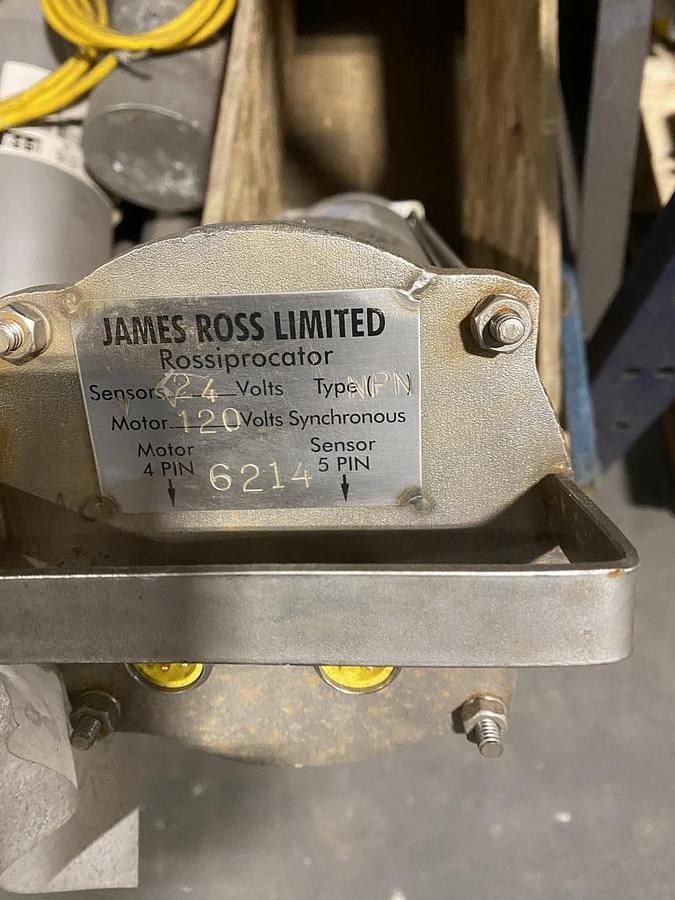 JAMES ROSS LIMITED
Rossiprocator
Sensors 24 Volts Type (NPN)
Motor 120 Volts Synchronous
Motor Sensor
4 PIN 6214 5 PIN